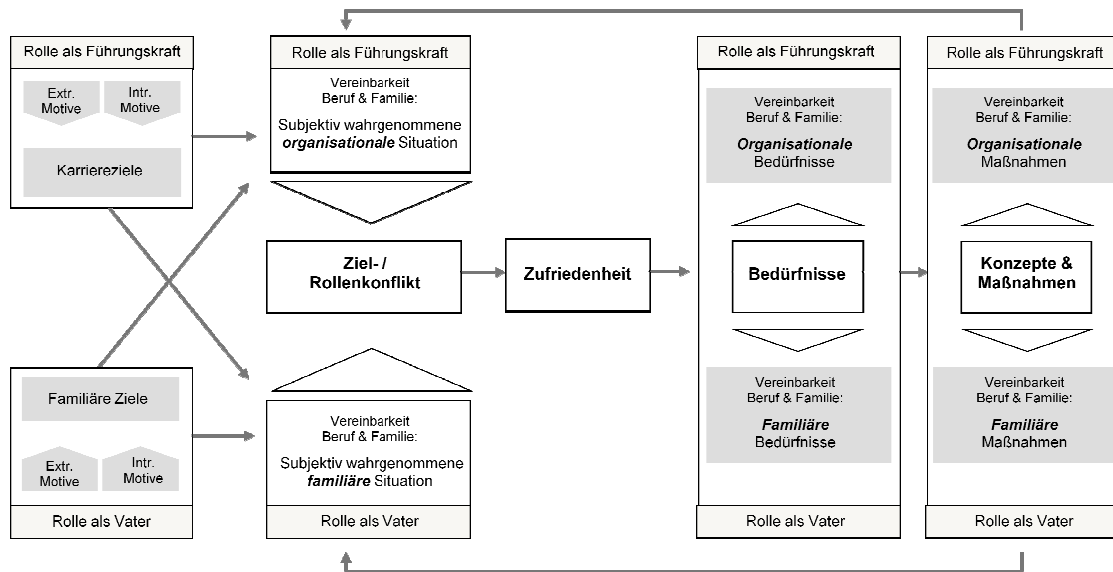 Rolle als Führungskraft
Extr.
Motive
Intr.
Motive
Karriereziele
Familiäre Ziele
Extr.
Motive
Intr.
Motive
Rolle als Vater
Rolle als Führungskraft
Vereinbarkeit
Beruf & Familie:
Subjektiv wahrgenommene
organisationale Situation
Ziel- /
Rollenkonflikt
Vereinbarkeit
Beruf & Familie:
Subjektiv wahrgenommene
familiäre Situation
Rolle als Vater
Zufriedenheit
Rolle als Führungskraft
Vereinbarkeit
Beruf & Familie:
Organisationale
Bedürfnisse
Bedürfnisse
Vereinbarkeit
Beruf & Familie:
Familiäre
Bedürfnisse
Rolle als Vater
Rolle als Führungskraft
Vereinbarkeit
Beruf & Familie:
Organisationale
Maßnahmen
Konzepte &
Maßnahmen
Vereinbarkeit
Beruf & Familie:
Familiäre
Maßnahmen
Rolle als Vater